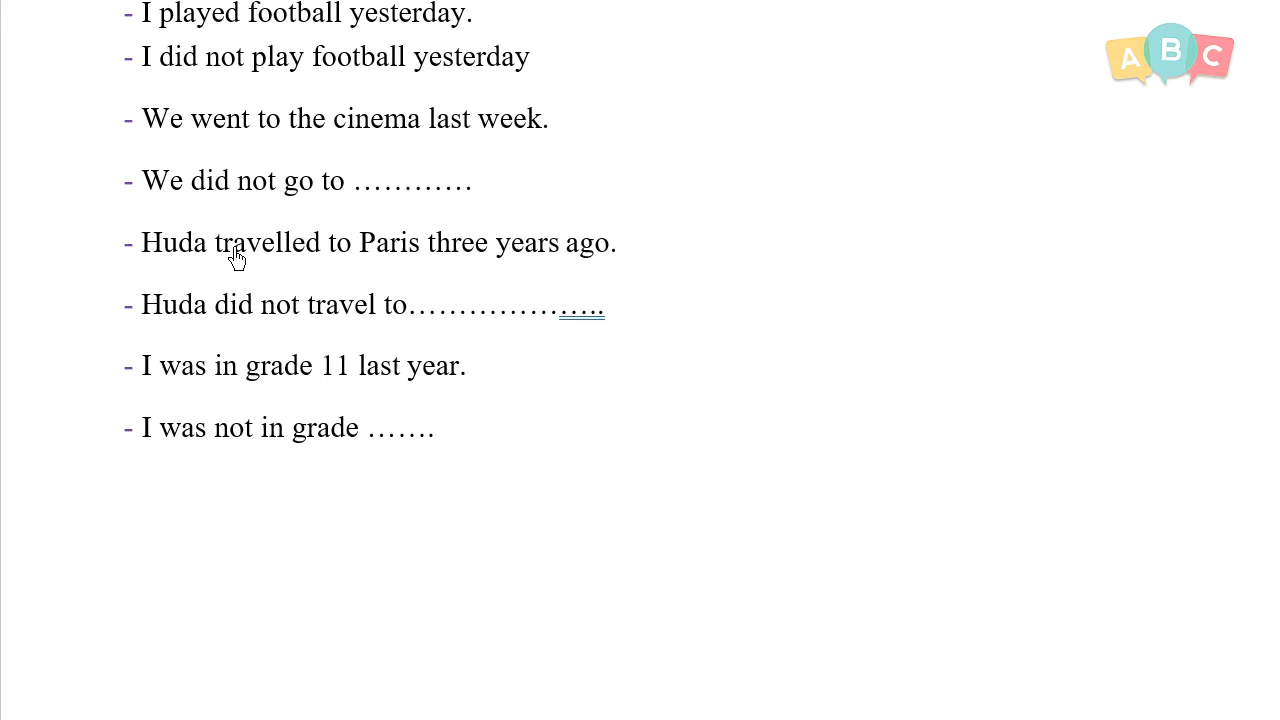 - I played football yesterday.
- I did not play football yesterday
- We went to the cinema last week.
- We did not go to …………
- Huda travelled to Paris three years ago.
- Huda did not travel to…………………..
- I was in grade 11 last year.
- I was not in grade …….
A B C